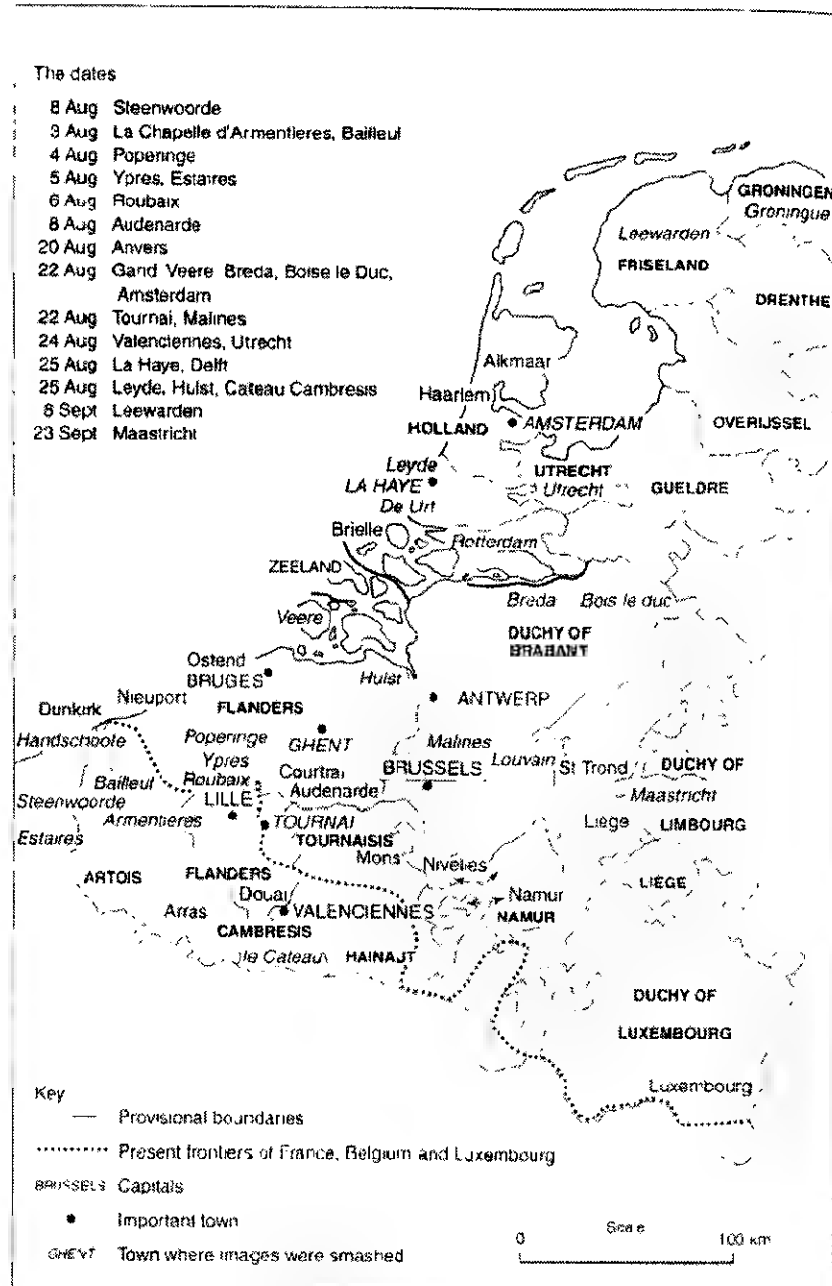 The dates
8 Aug Steenwoorde
3 Aug La Chapelle d'Armentieres, Bailleul
4 Aug Poperinge
5 Aug Ypres, Estaires
6 Aug Roubaix
8 Aug Audenarde
20 Aug Anvers
22 Aug Gand Veere Breda, Boise le Duc,
Amsterdam
22 Aug Tournai, Malines
24 Aug Valenciennes, Utrecht
25 Aug La Haye, Delft
25 Aug Leyde, Hulst, Cateau Cambresis
8 Sept Leewarden
23 Sept Maastricht
GRONINGEN
Groningue
Leewarden
FRISELAND
DRENTHE
Alkmaar
Haarlem
HOLLAND
AMSTERDAM
OVERIJSSEL
Leyde
UTRECHT
LA HAYE
Utrecht
GUELDRE
De Urt
Brielle
Rotterdam
ZEELAND
Breda
Bois le duc
Veere
DUCHY OF
BRABANT
Ostend
BRUGES
Hulst
Nieuport
ANTWERP
Dunkirk
FLANDERS
Handschoote
Poperinge
GHENT
Malines
Ypres
Louvain
St Trond
DUCHY OF
Bailleul
Roubaix
Courtrai
BRUSSELS
Steenwoorde
LILLE
Audenarde
Maastricht
Armentieres
TOURNAI
Liege
LIMBOURG
Estaires
TOURNAISIS
Mons
Nivelles
ARTOIS
FLANDERS
LIÈGE
Douai
Namur
Arras
VALENCIENNES
NAMUR
CAMBRESIS
le Cateau
HAINAUT
DUCHY OF
LUXEMBOURG
Luxembourg
Key
Provisional boundaries
Present frontiers of France, Belgium and Luxembourg
BRUSSELS Capitals
Important town
GHENT Town where images were smashed
Scale
0 100 km